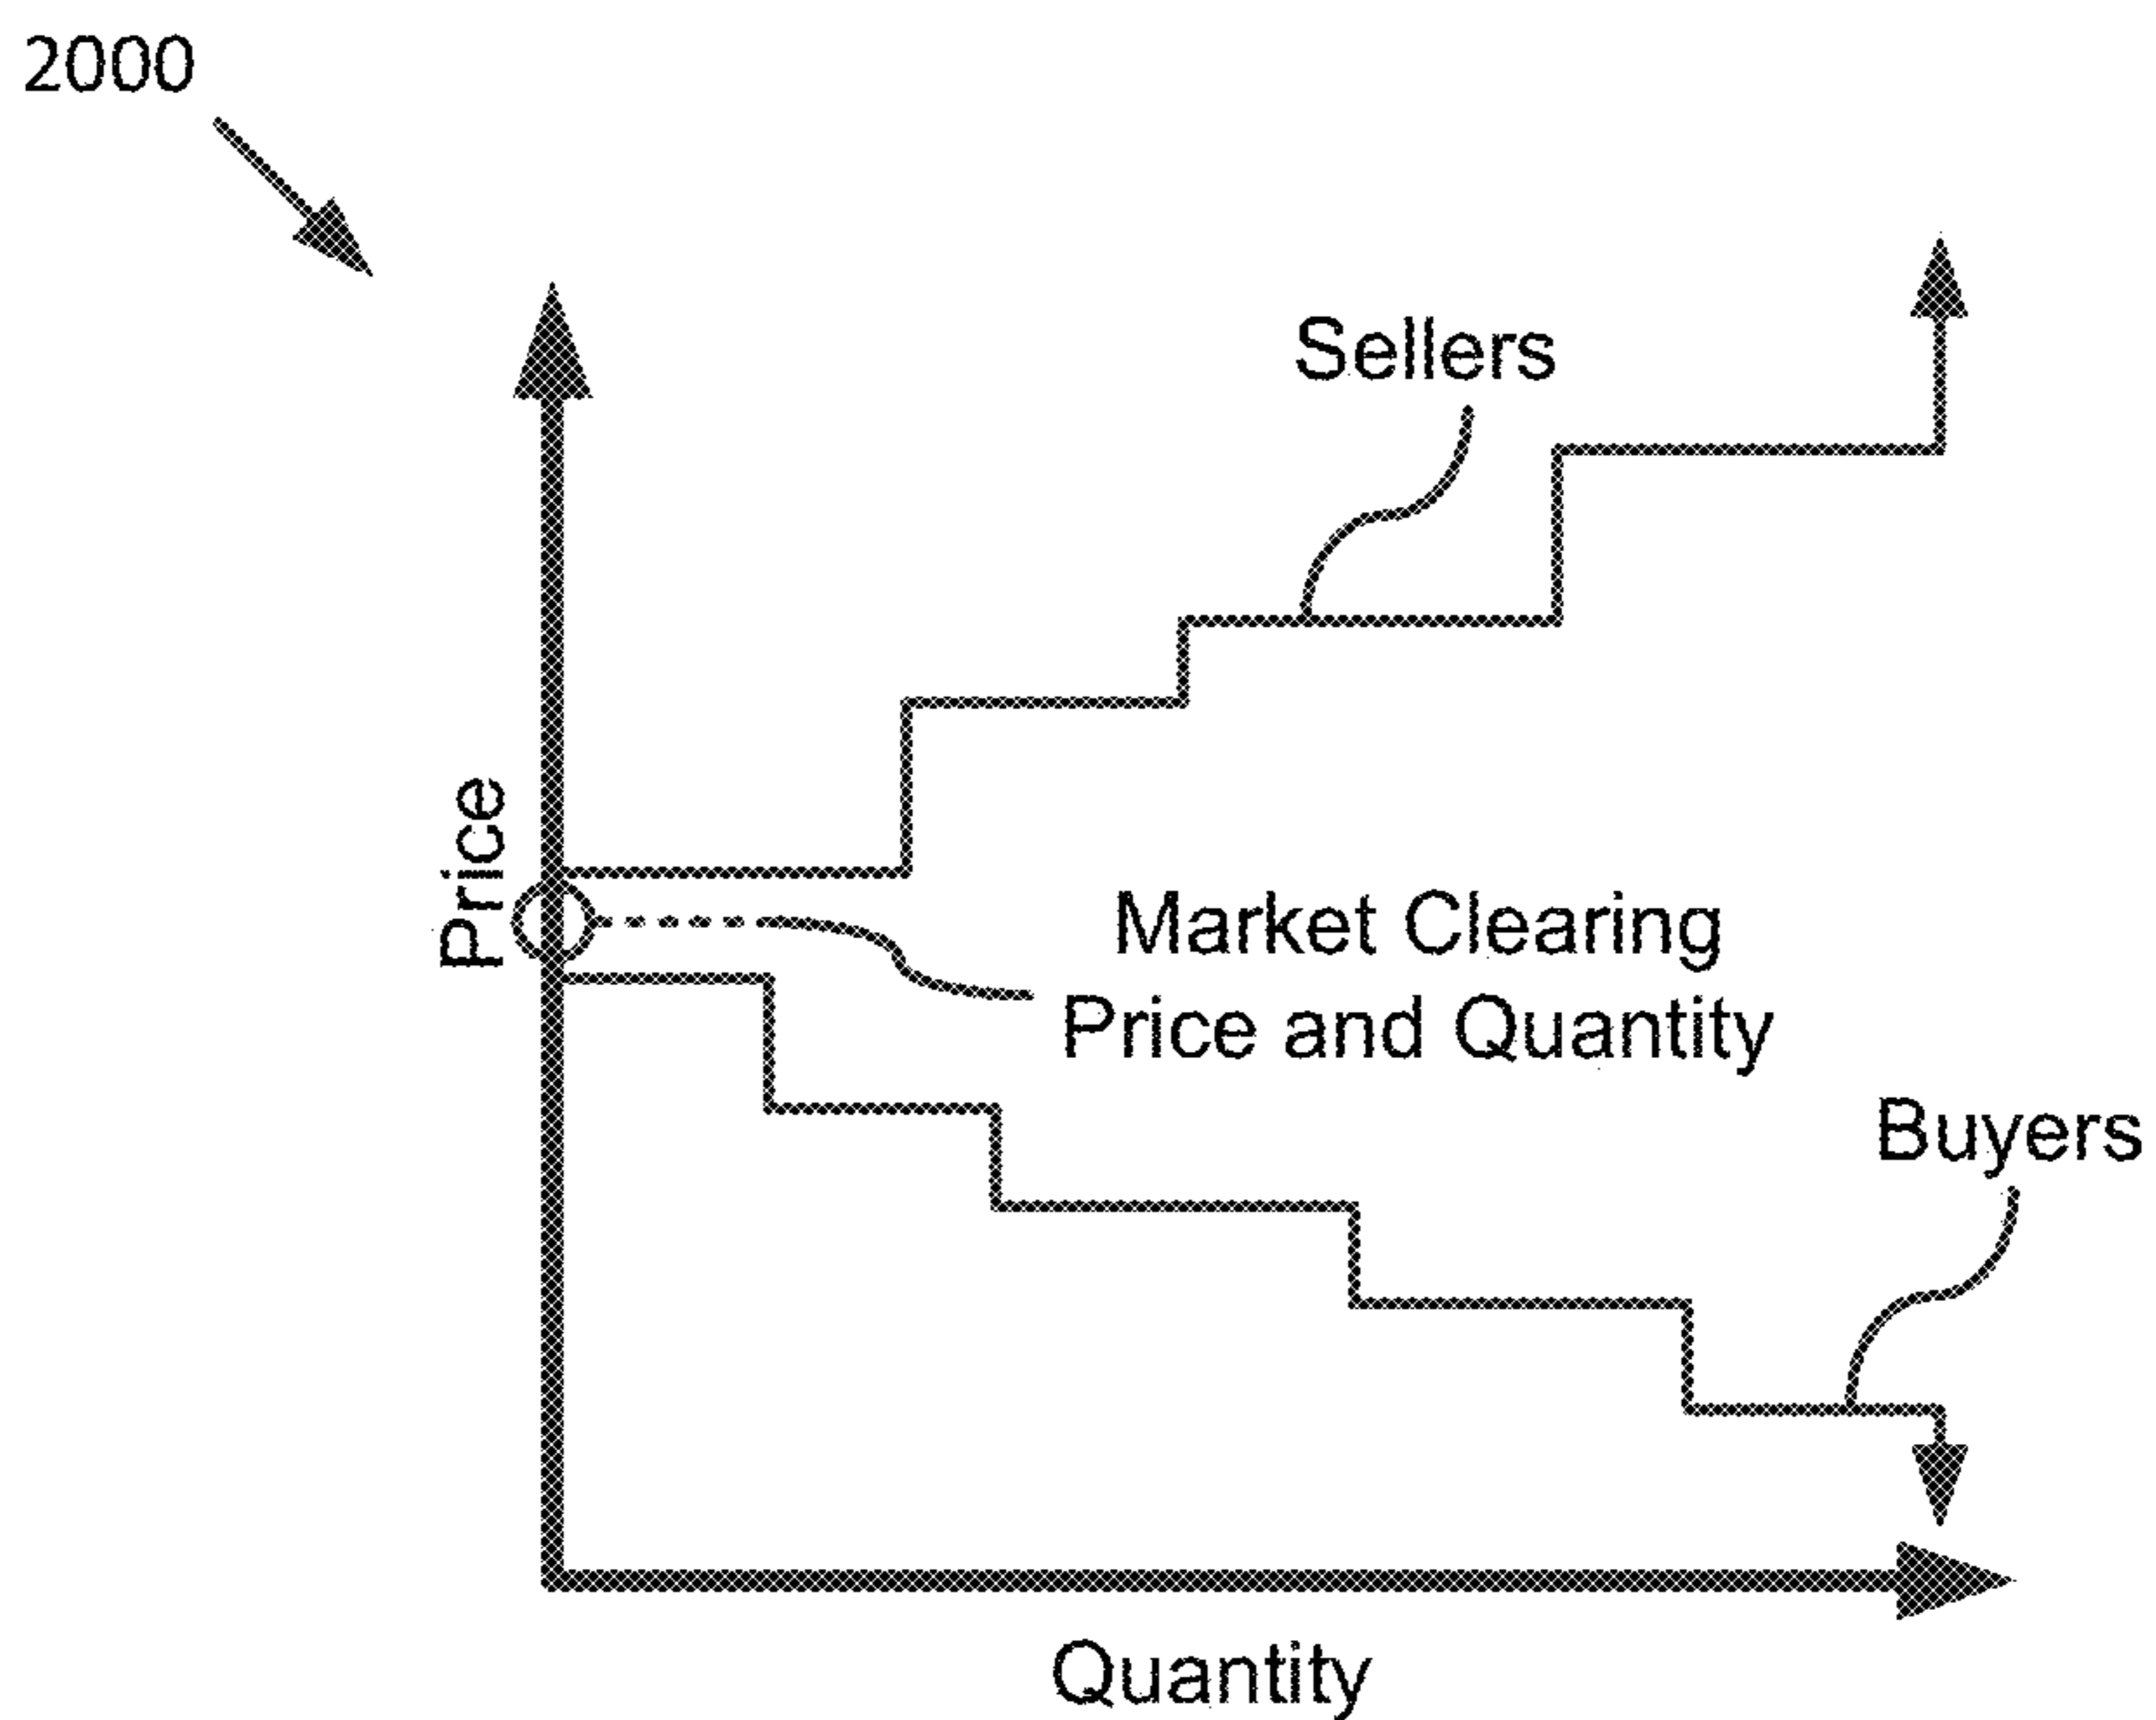 2000
Sellers
Price
Market Clearing
Price and Quantity
Buyers
Quantity